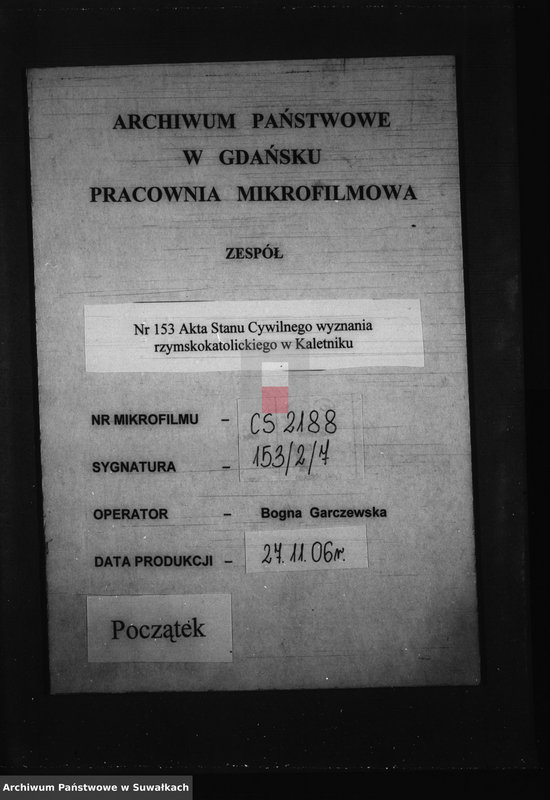 ARCHIWUM PAŃSTWOWE
W GDAŃSKU
PRACOWNIA MIKROFILMOWA
ZESPÓŁ
Nr 153 Akta Stanu Cywilnego wyznania
rzymskokatolickiego w Kaletniku
NR MIKROFILMU – CS 2188
SYGNATURA – 153/2/7
OPERATOR – Bogna Garczewska
DATA PRODUKCJI – 27.11.06r.
Początek
Archiwum Państwowe w Suwałkach